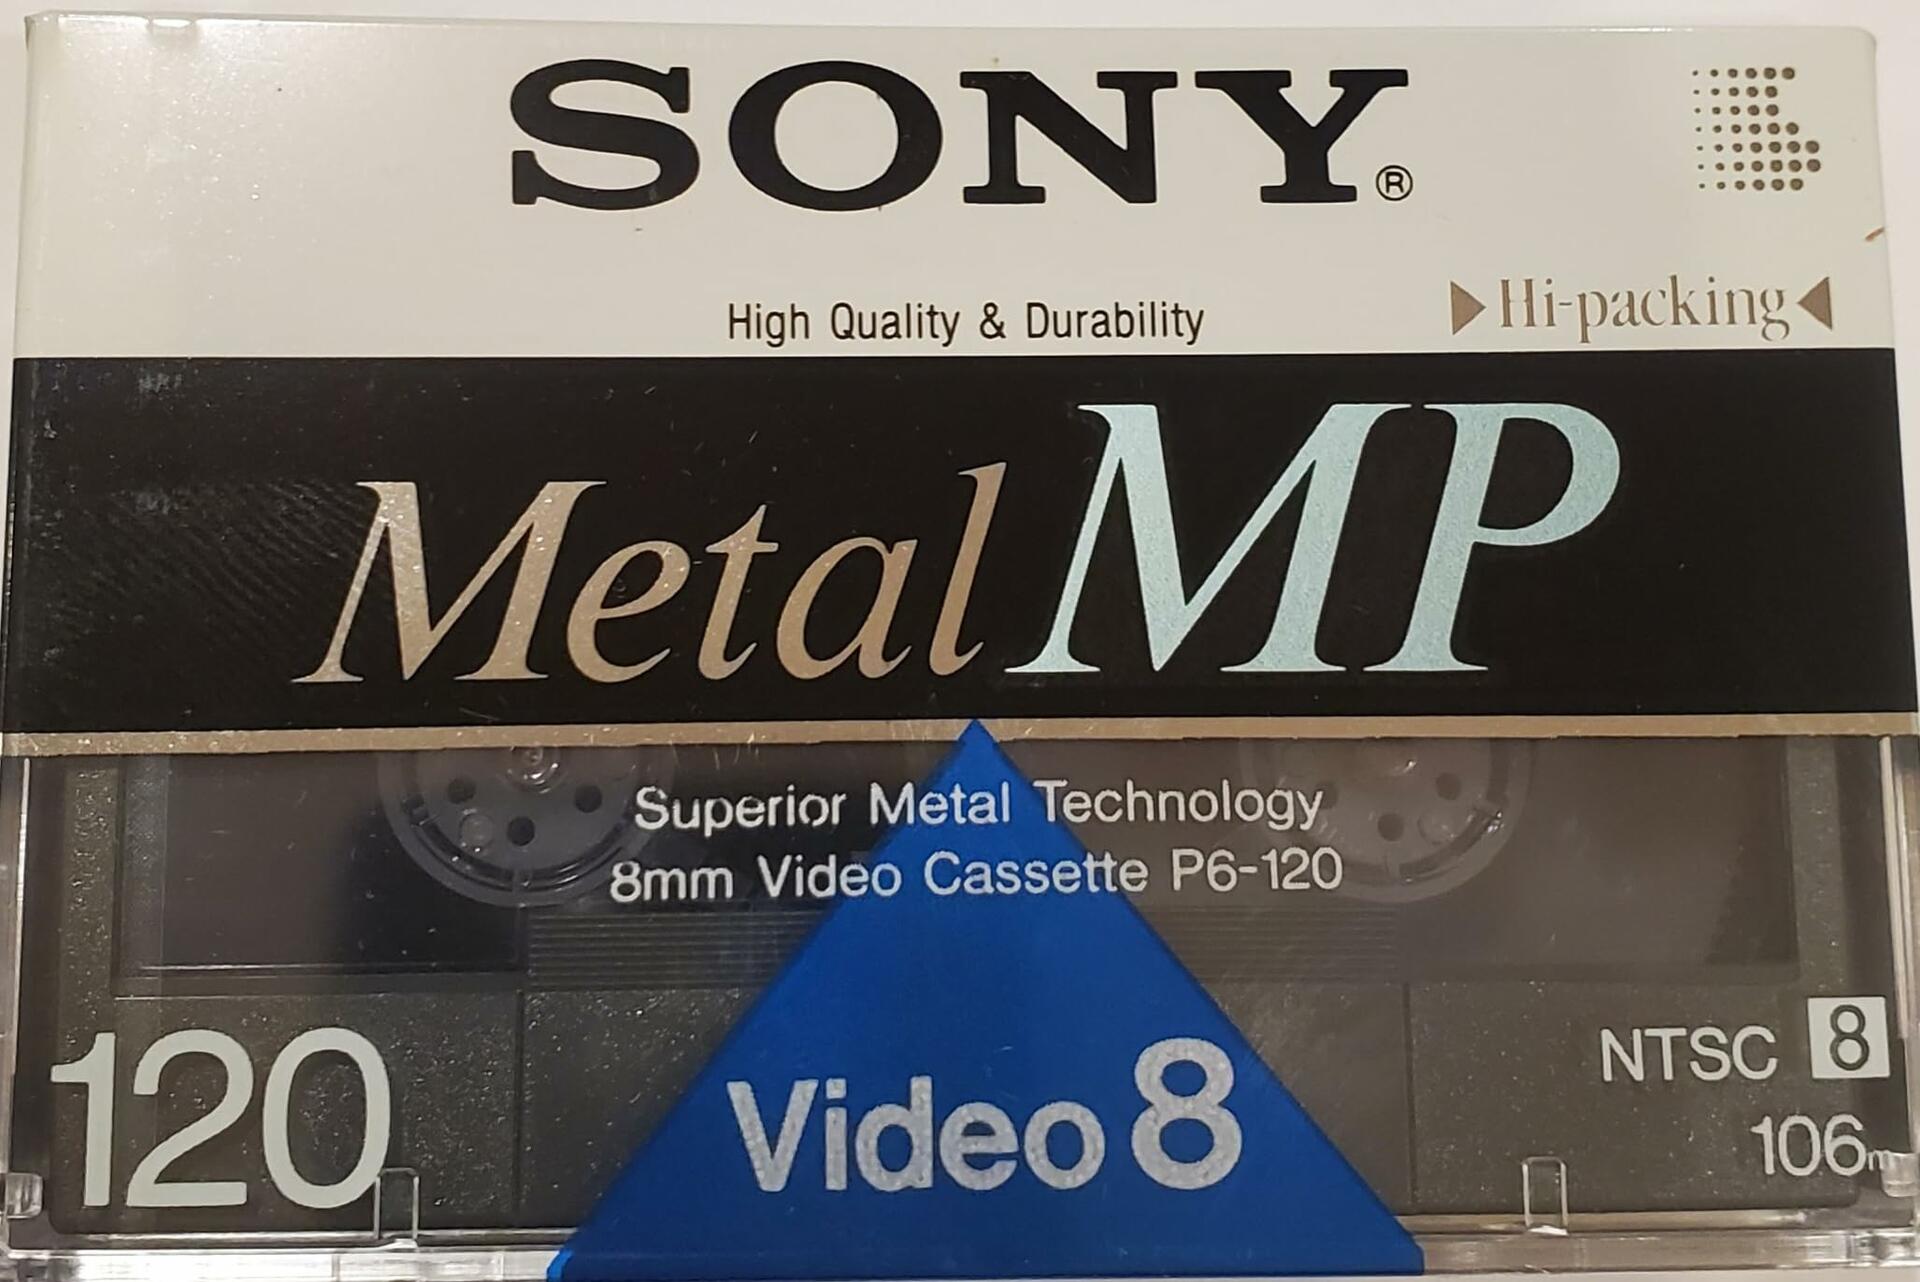 SONY®
High Quality & Durability
Hi-packing
Metal MP
Superior Metal Technology
8mm Video Cassette P6-120
120
Video 8
NTSC 8
106m